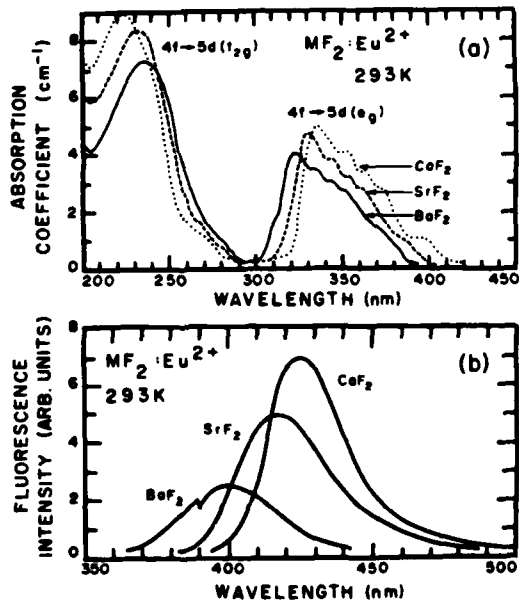 8
6
4
2
0
ABSORPTION
COEFFICIENT (cm⁻¹)
4f→5d(t2g)
MF2:Eu2+
293K
(a)
4f→5d(eg)
CaF2
SrF2
BaF2
200 250 300 350 400 450
WAVELENGTH (nm)
8
6
4
2
0
FLUORESCENCE
INTENSITY (ARB. UNITS)
MF2:Eu2+
293K
(b)
CaF2
SrF2
BaF2
350 400 450 500
WAVELENGTH (nm)